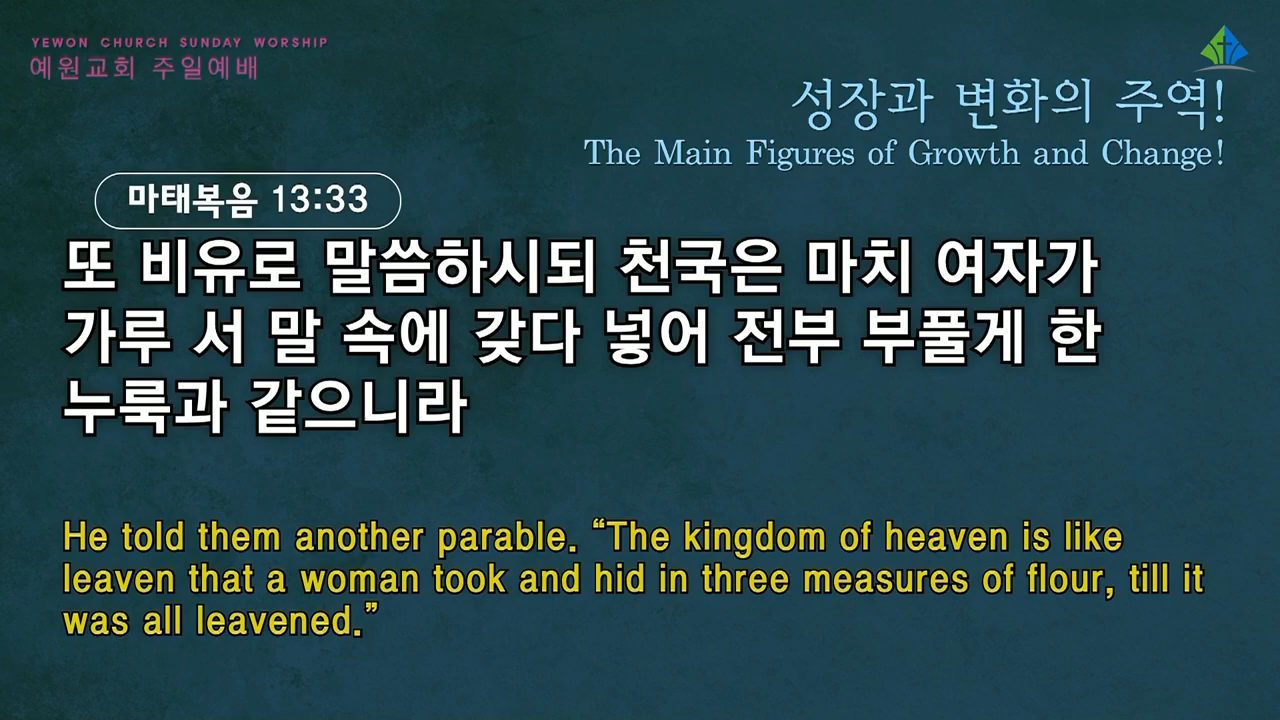 YEWON CHURCH SUNDAY WORSHIP
예원교회 주일예배
성장과 변화의 주역!
The Main Figures of Growth and Change!
마태복음 13:33
또 비유로 말씀하시되 천국은 마치 여자가
가루 서 말 속에 갖다 넣어 전부 부풀게 한
누룩과 같으니라
He told them another parable. “The kingdom of heaven is like
leaven that a woman took and hid in three measures of flour, till it
was all leavened.”